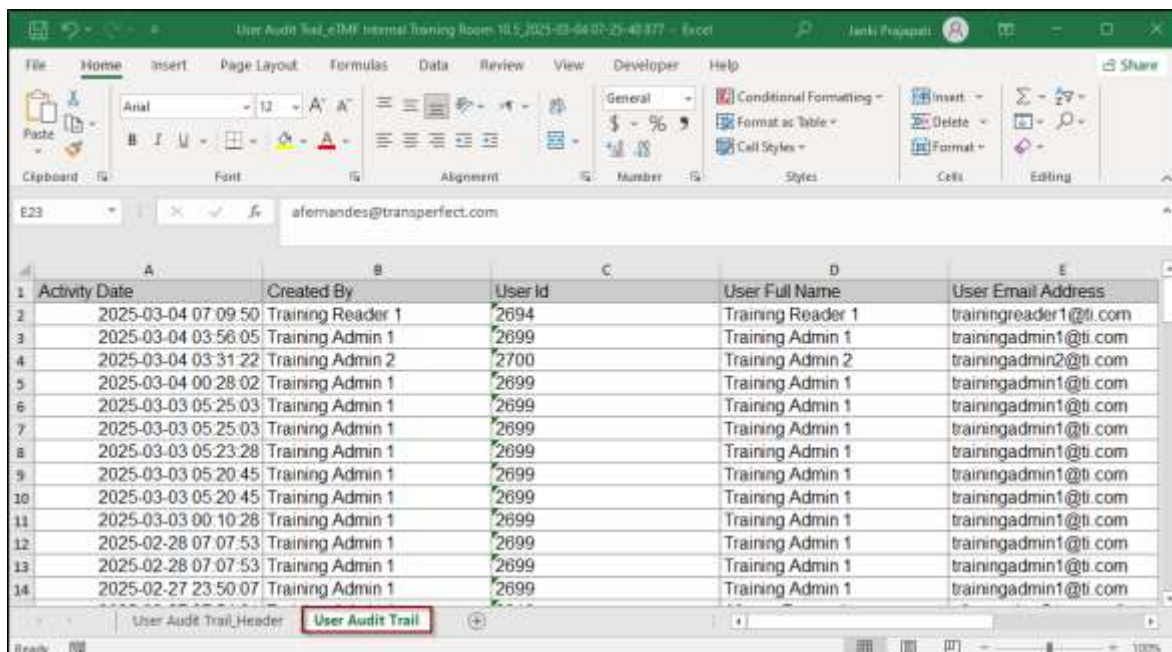 User Audit Trail_eTMF Internal Training Room 10.5_2025-03-04 07-25-40.877 - Excel Janki Prajapati
File Home Insert Page Layout Formulas Data Review View Developer Help Share
Paste Arial 12 A A General Conditional Formatting Insert
B I U A $ % Format as Table Delete
Cell Styles Format
Clipboard Font Alignment Number Styles Cells Editing
E23 fx afernandes@transperfect.com
A B C D E
1 Activity Date Created By User Id User Full Name User Email Address
2 2025-03-04 07:09:50 Training Reader 1 2694 Training Reader 1 trainingreader1@ti.com
3 2025-03-04 03:56:05 Training Admin 1 2699 Training Admin 1 trainingadmin1@ti.com
4 2025-03-04 03:31:22 Training Admin 2 2700 Training Admin 2 trainingadmin2@ti.com
5 2025-03-04 00:28:02 Training Admin 1 2699 Training Admin 1 trainingadmin1@ti.com
6 2025-03-03 05:25:03 Training Admin 1 2699 Training Admin 1 trainingadmin1@ti.com
7 2025-03-03 05:25:03 Training Admin 1 2699 Training Admin 1 trainingadmin1@ti.com
8 2025-03-03 05:23:28 Training Admin 1 2699 Training Admin 1 trainingadmin1@ti.com
9 2025-03-03 05:20:45 Training Admin 1 2699 Training Admin 1 trainingadmin1@ti.com
10 2025-03-03 05:20:45 Training Admin 1 2699 Training Admin 1 trainingadmin1@ti.com
11 2025-03-03 00:10:28 Training Admin 1 2699 Training Admin 1 trainingadmin1@ti.com
12 2025-02-28 07:07:53 Training Admin 1 2699 Training Admin 1 trainingadmin1@ti.com
13 2025-02-28 07:07:53 Training Admin 1 2699 Training Admin 1 trainingadmin1@ti.com
14 2025-02-27 23:50:07 Training Admin 1 2699 Training Admin 1 trainingadmin1@ti.com
User Audit Trail_Header User Audit Trail
Ready 100%